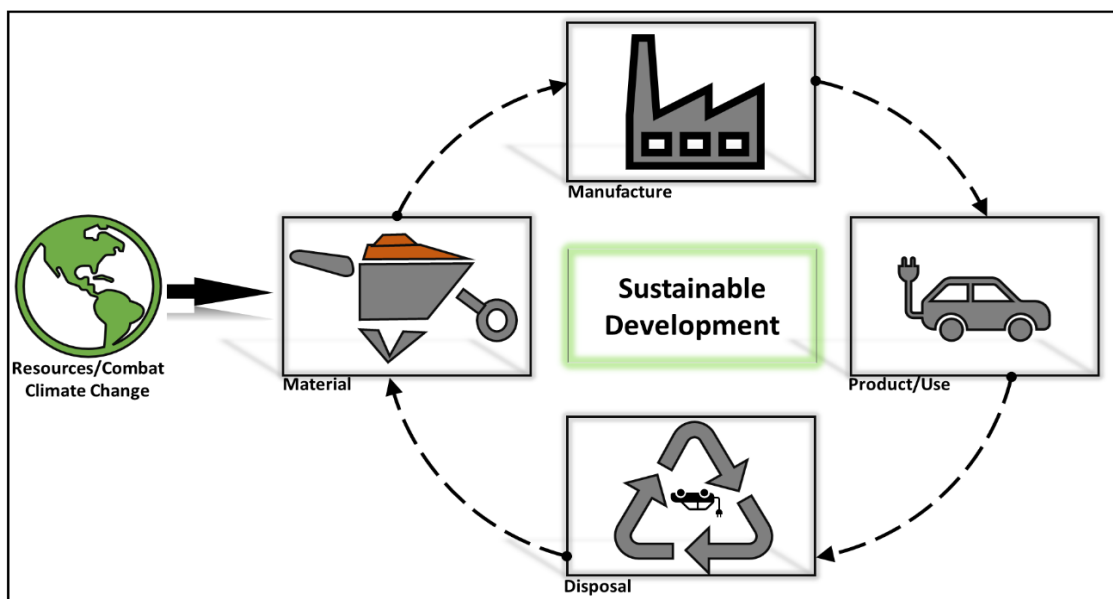 Manufacture
Sustainable
Development
Resources/Combat
Climate Change
Material
Product/Use
Disposal